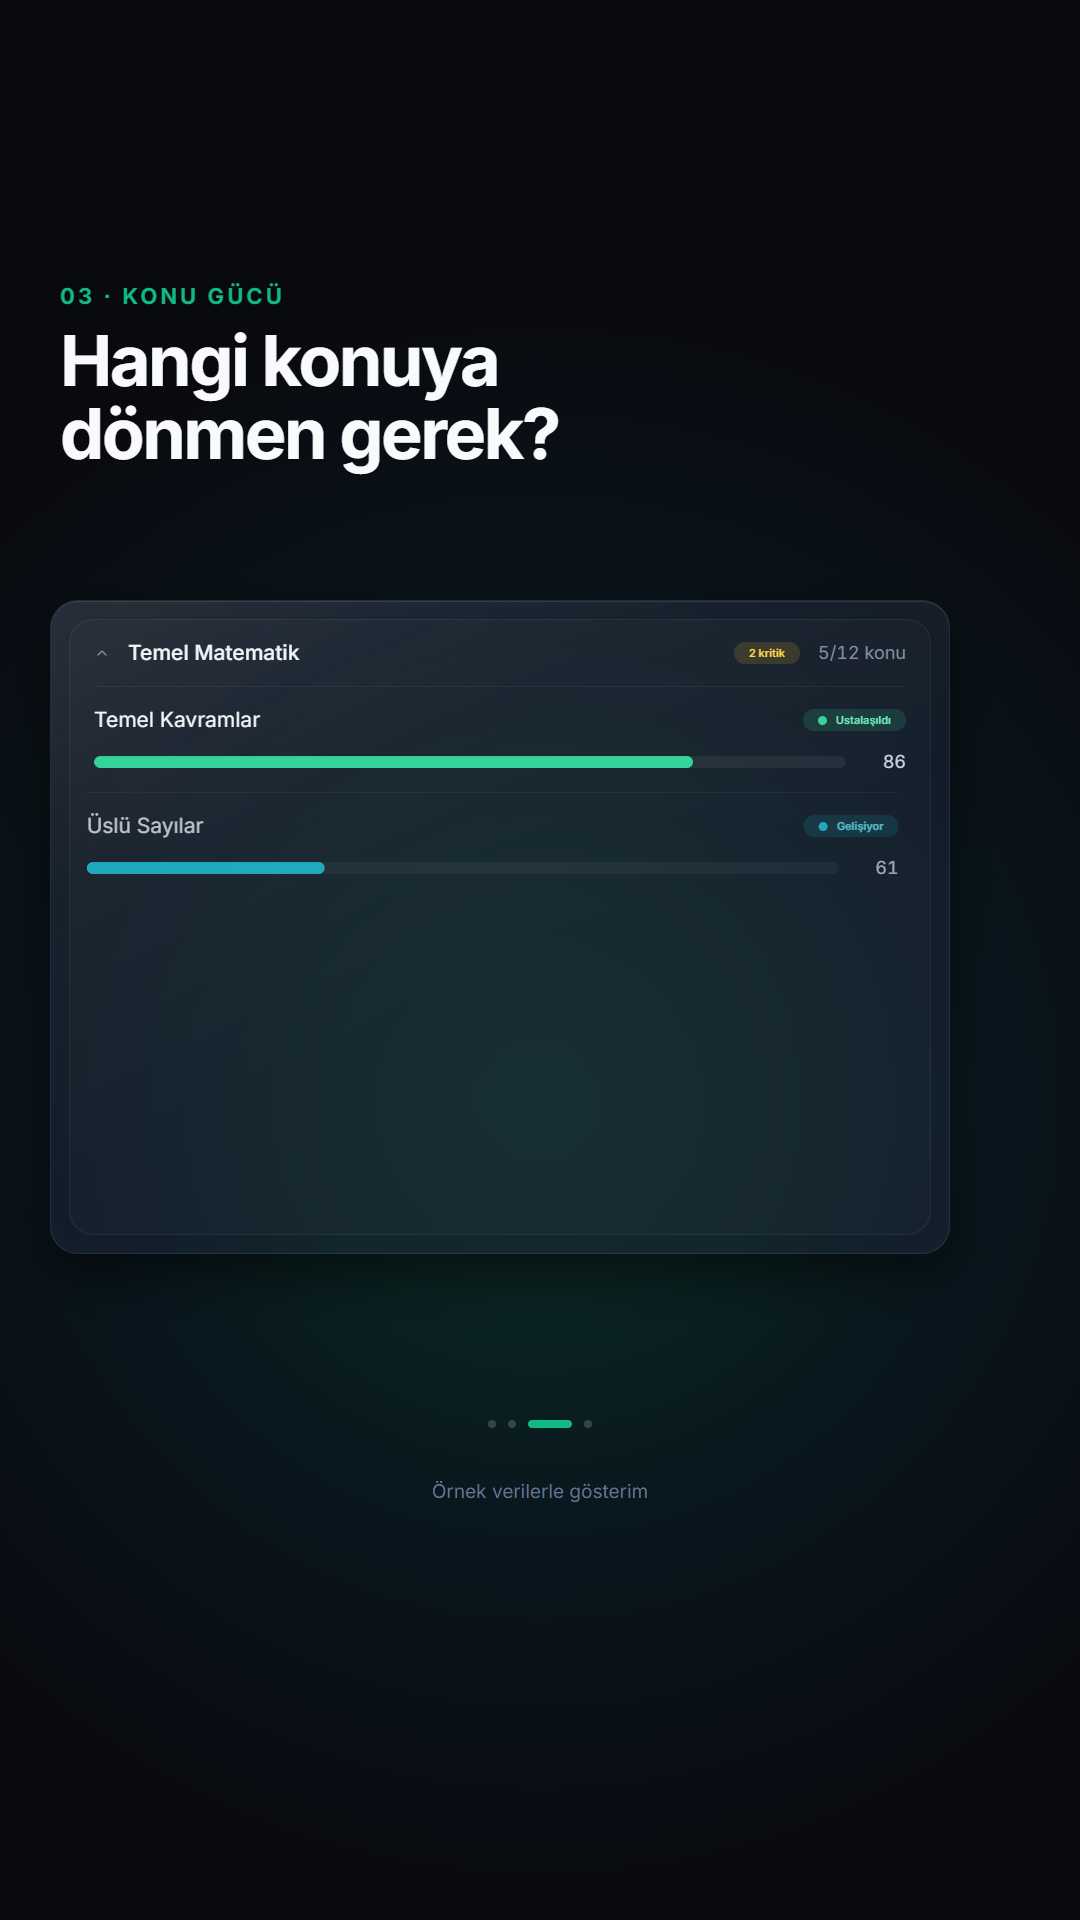 03 · KONU GÜCÜ
Hangi konuya
dönmen gerek?
Temel Matematik 2 kritik 5/12 konu
Temel Kavramlar Ustalaşıldı
86
Üslü Sayılar Gelişiyor
61
Örnek verilerle gösterim